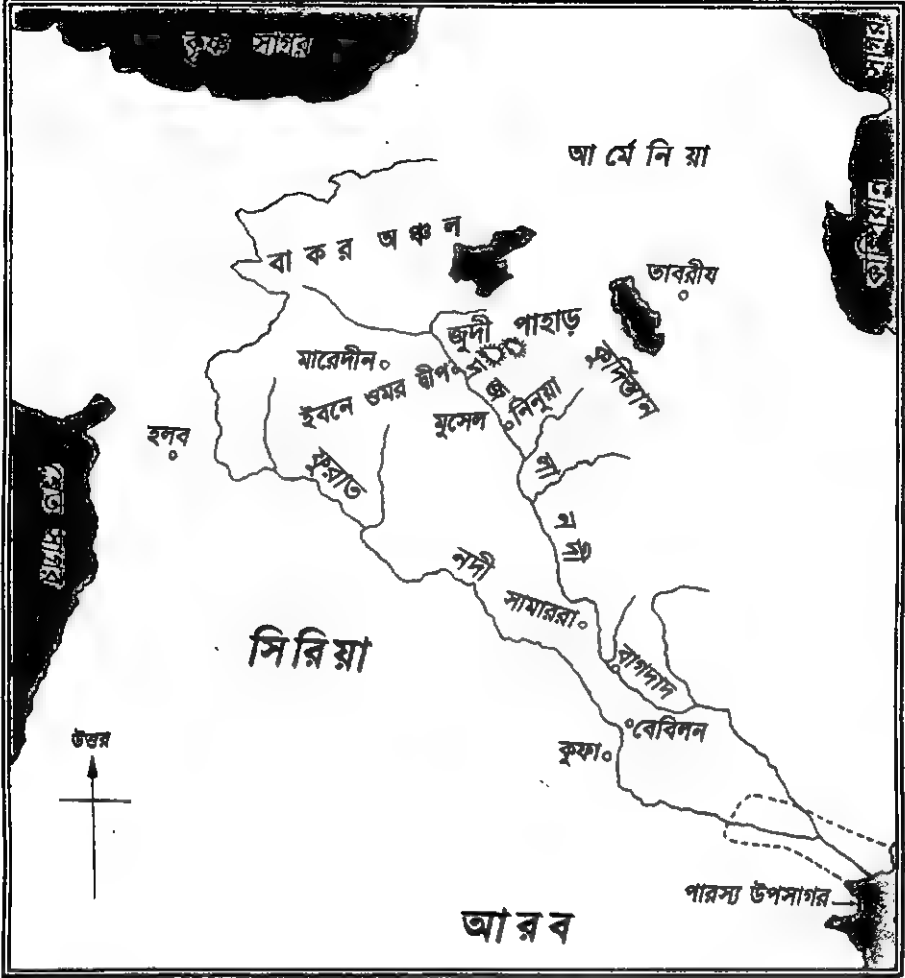 কৃষ্ণ সাগর
কাস্পিয়ান সাগর
আর্মেনিয়া
বাকর অঞ্চল
তাবরীয
জুদী পাহাড়
মারেদীন
ইবনে ওমর দ্বীপ
কুর্দিস্তান
নিনুয়া
মুসেল
হলব
ফুরাত
নদী
সামাররা
সিরিয়া
বাগদাদ
উত্তর
বেবিলন
কুফা
পারস্য উপসাগর
আরব